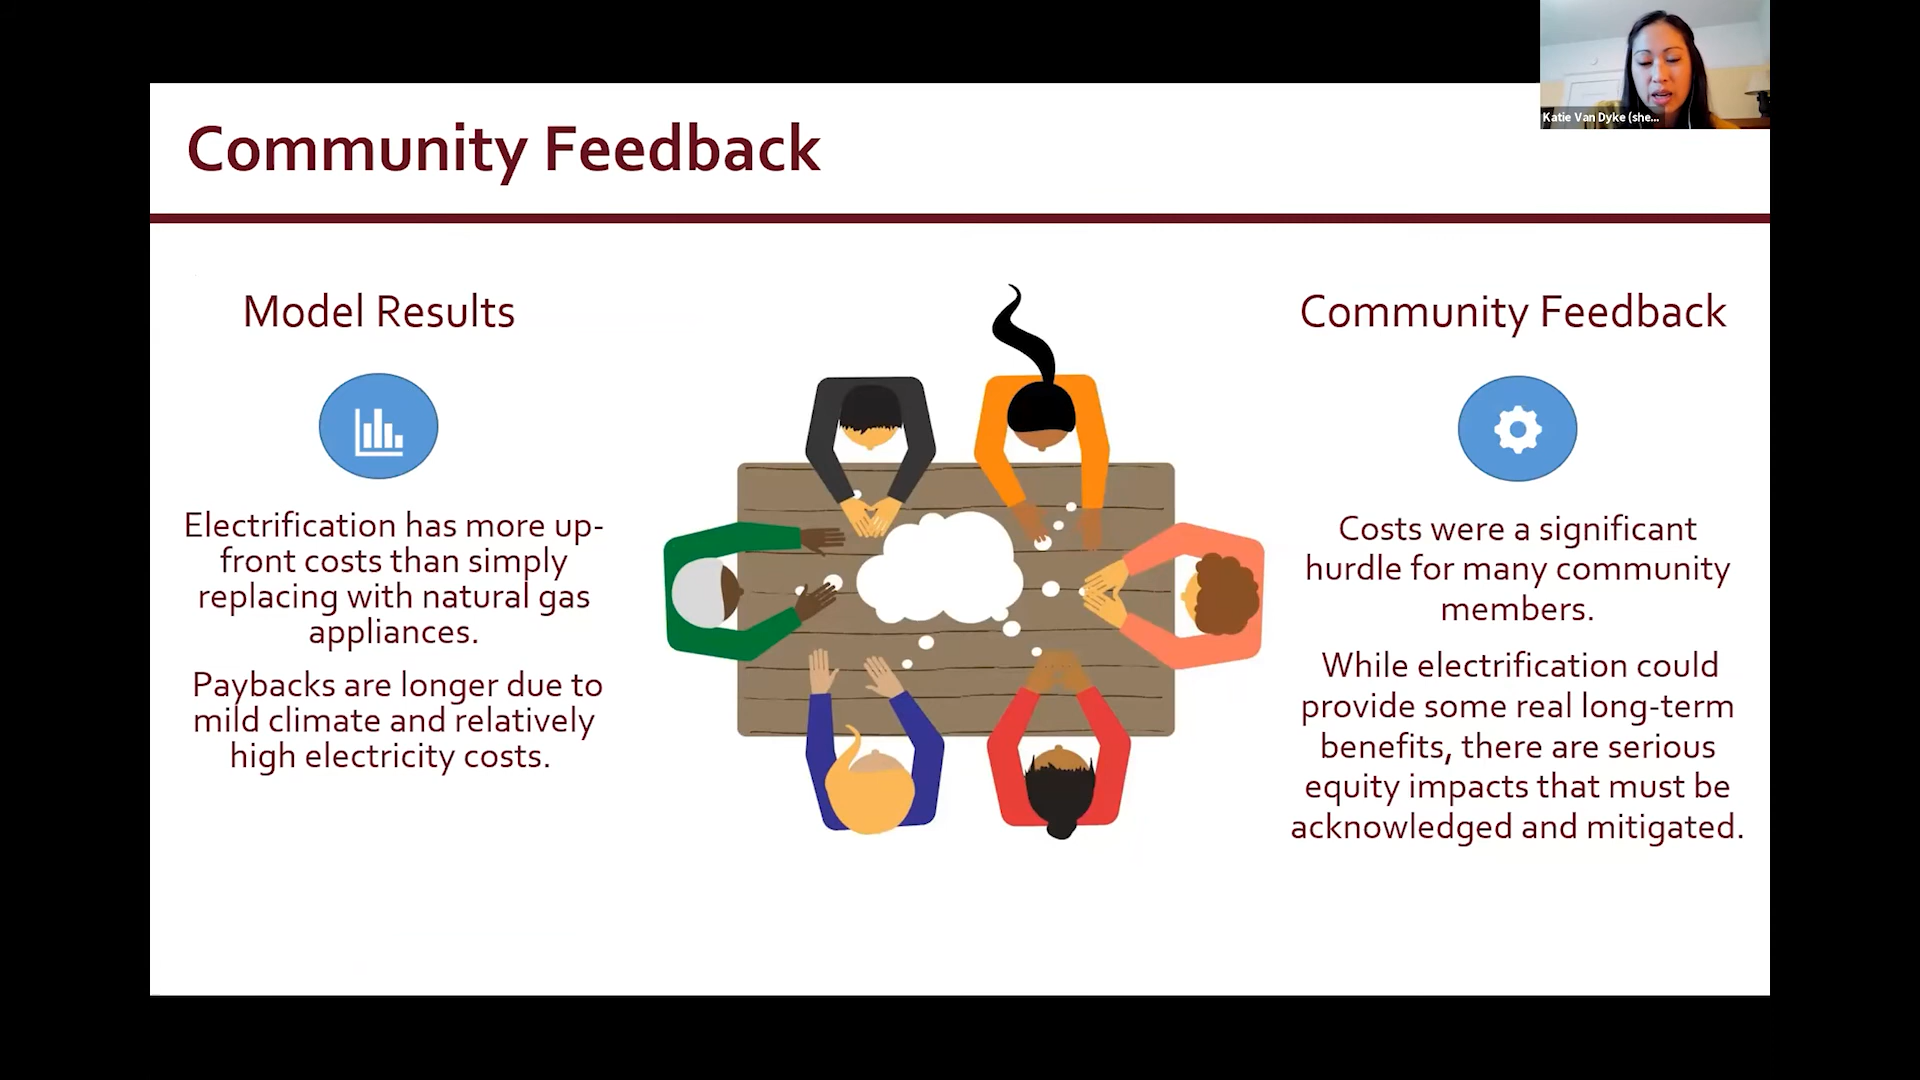 Katie Van Dyke (she...
Community Feedback
Model Results
Electrification has more up-
front costs than simply
replacing with natural gas
appliances.
Paybacks are longer due to
mild climate and relatively
high electricity costs.
Community Feedback
Costs were a significant
hurdle for many community
members.
While electrification could
provide some real long-term
benefits, there are serious
equity impacts that must be
acknowledged and mitigated.